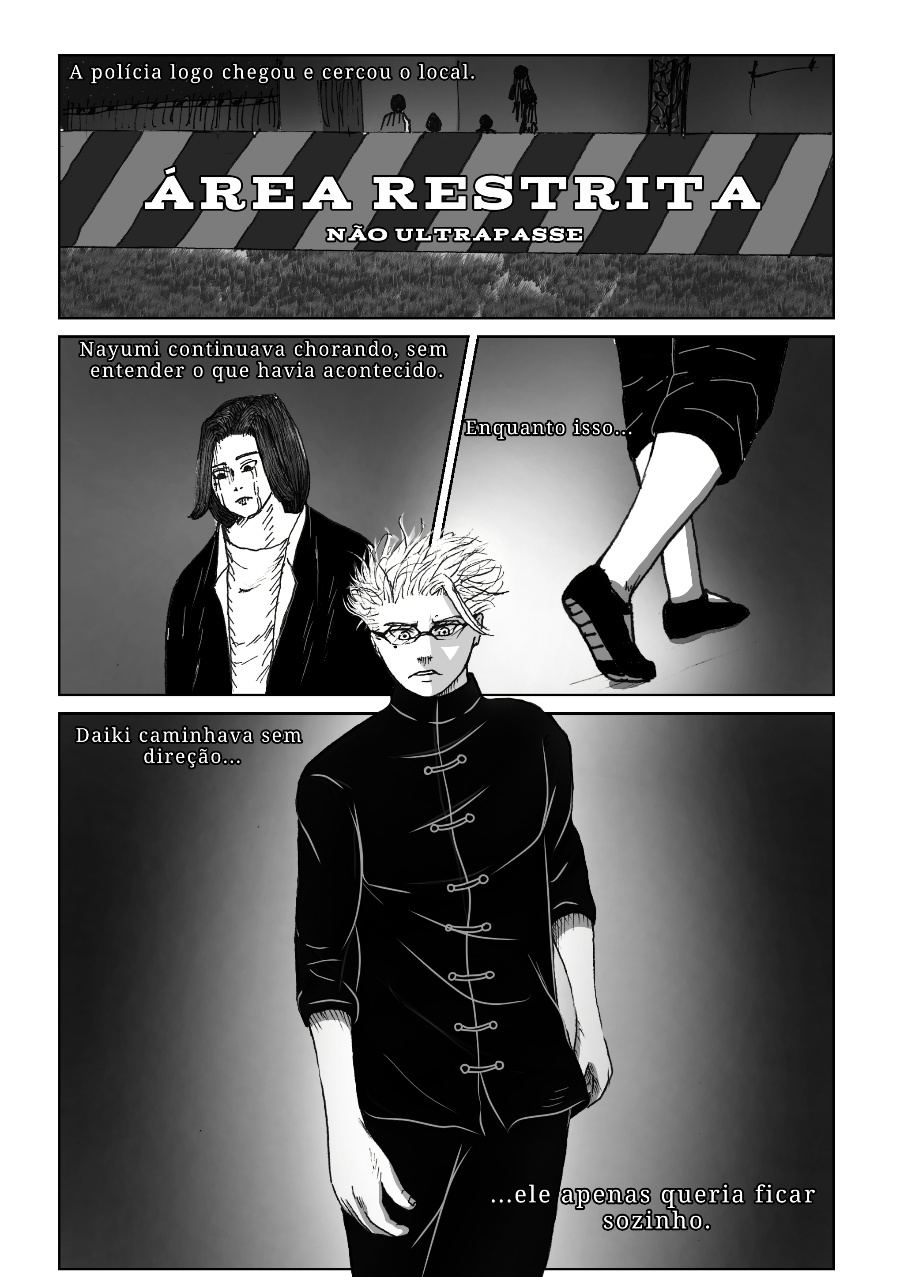 A polícia logo chegou e cercou o local.
ÁREA RESTRITA
NÃO ULTRAPASSE
Nayumi continuava chorando, sem
entender o que havia acontecido.
Enquanto isso...
Daiki caminhava sem
direção...
...ele apenas queria ficar
sozinho.